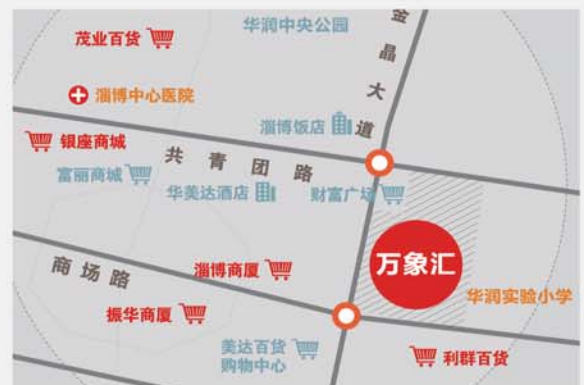 茂业百货
华润中央公园
金晶大道
淄博中心医院
淄博饭店
银座商城
共青团路
富丽商城
华美达酒店
财富广场
万象汇
商场路
淄博商厦
华润实验小学
振华商厦
美达百货
购物中心
利群百货